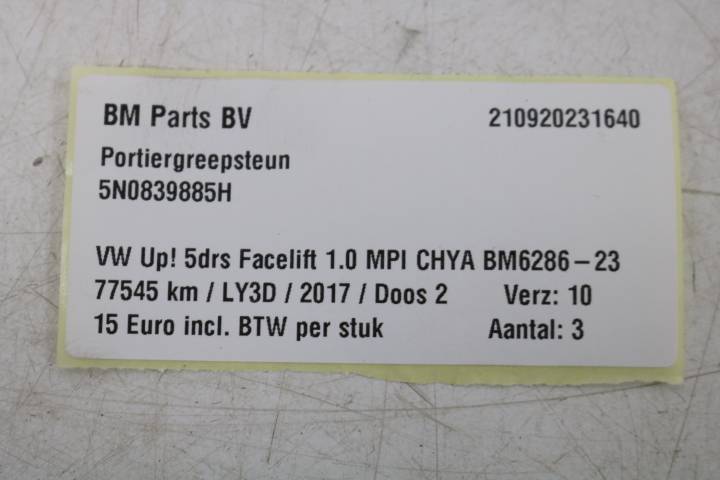 BM Parts BV 210920231640
Portiergreepsteun
5N0839885H
VW Up! 5drs Facelift 1.0 MPI CHYA BM6286-23
77545 km / LY3D / 2017 / Doos 2 Verz: 10
15 Euro incl. BTW per stuk Aantal: 3